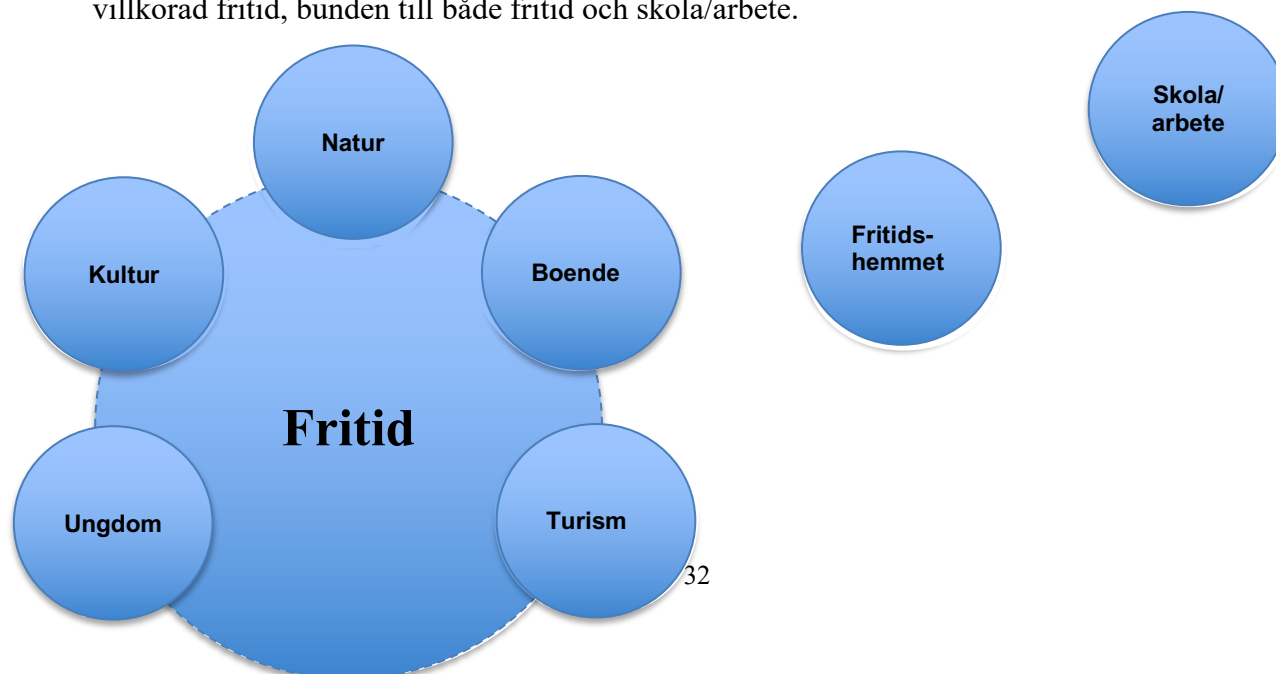 villkorad fritid, bunden till både fritid och skola/arbete.
Skola/
arbete
Natur
Fritids-
hemmet
Kultur
Boende
Fritid
Ungdom
Turism
32